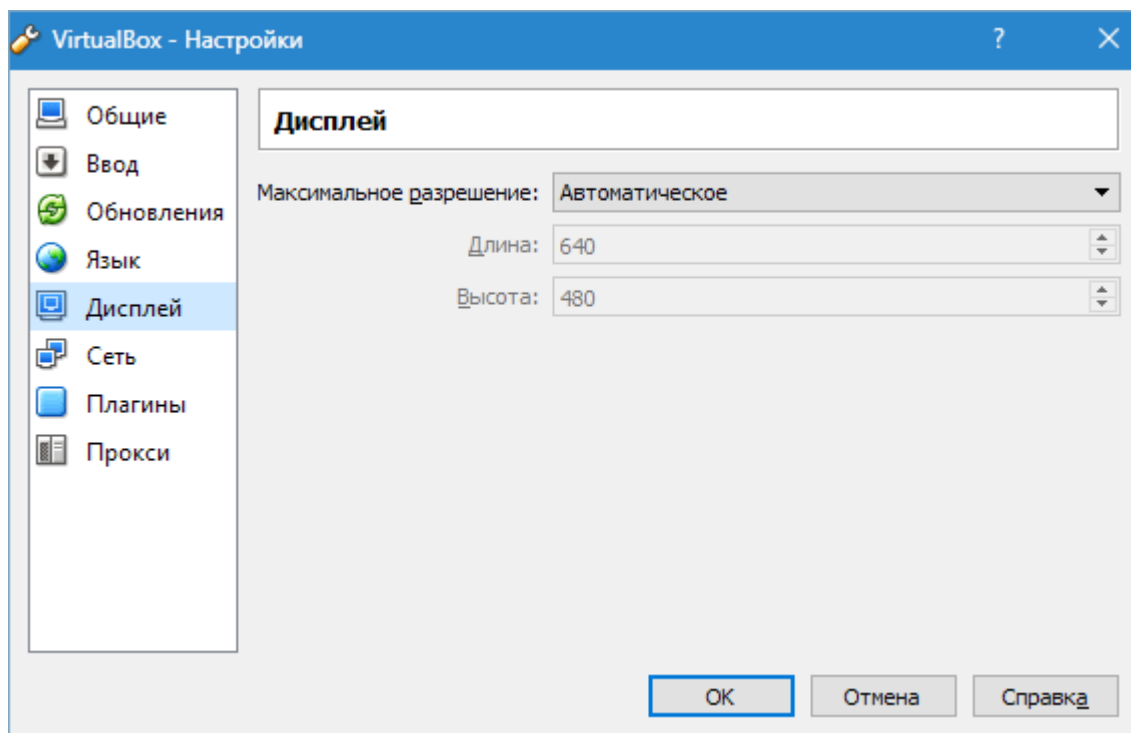 VirtualBox - Настройки ?
Общие
Ввод
Обновления
Язык
Дисплей
Сеть
Плагины
Прокси
Дисплей
Максимальное разрешение: Автоматическое
Длина: 640
Высота: 480
OK Отмена Справка